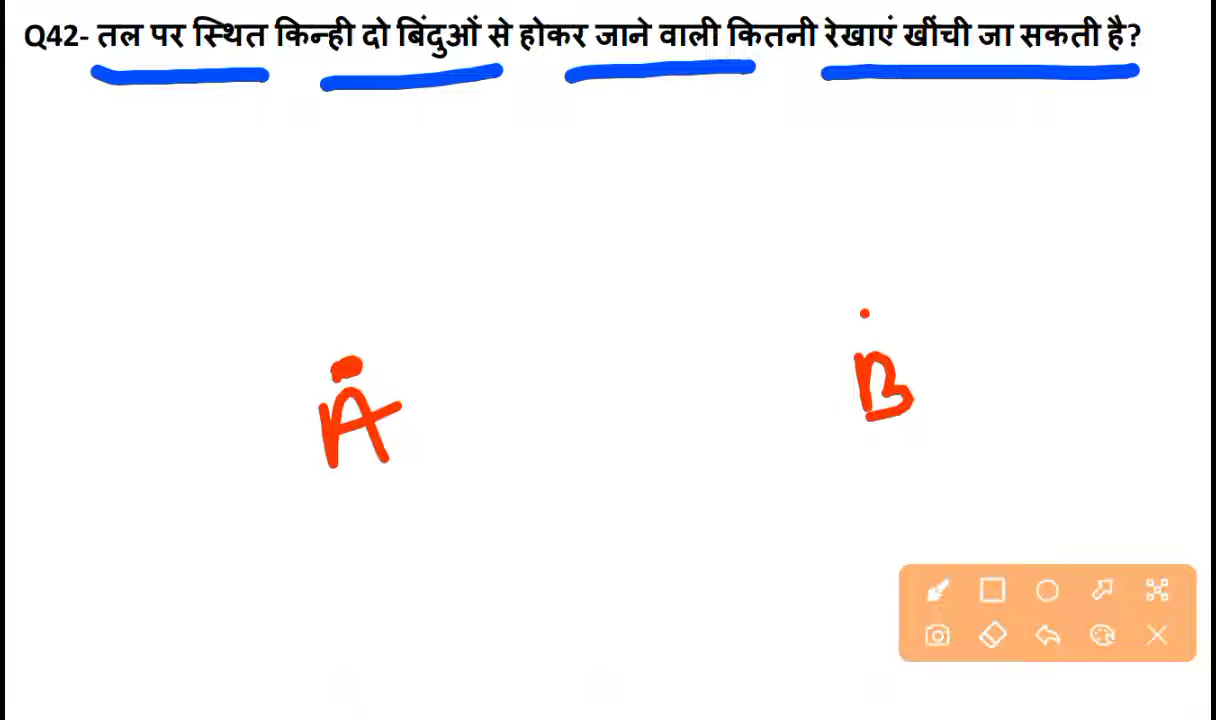 Q42- तल पर स्थित किन्ही दो बिंदुओं से होकर जाने वाली कितनी रेखाएं खींची जा सकती है?
A
B